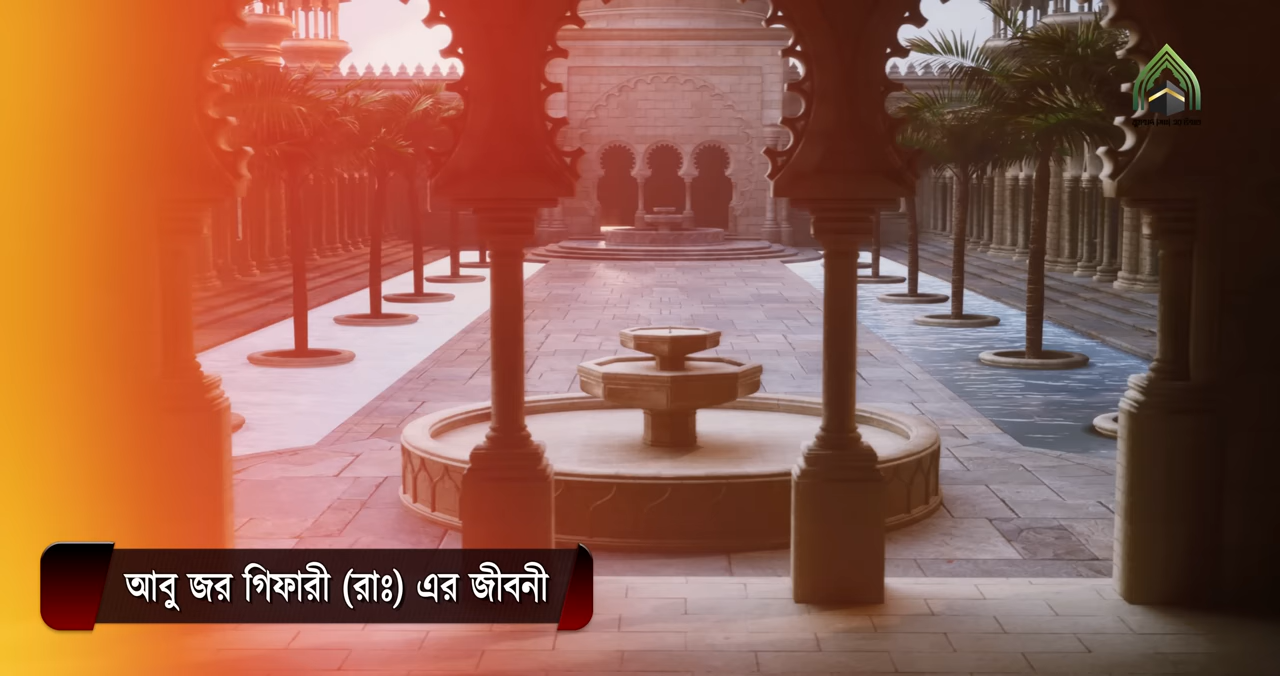 আবু জর গিফারী (রাঃ) এর জীবনী